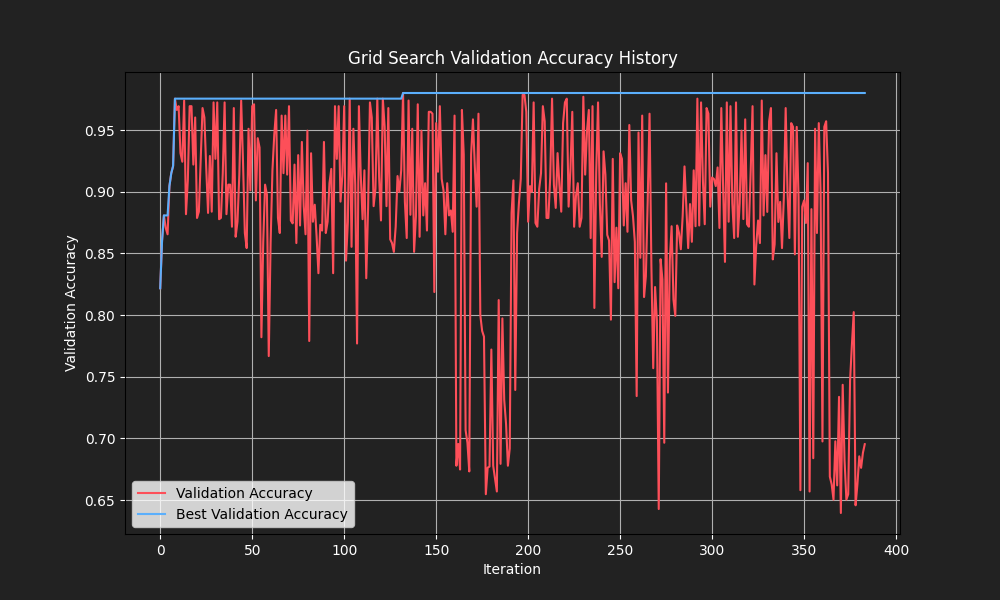 Grid Search Validation Accuracy History
Validation Accuracy
0.95
0.90
0.85
0.80
0.75
0.70
0.65
Validation Accuracy
Best Validation Accuracy
0 50 100 150 200 250 300 350 400
Iteration